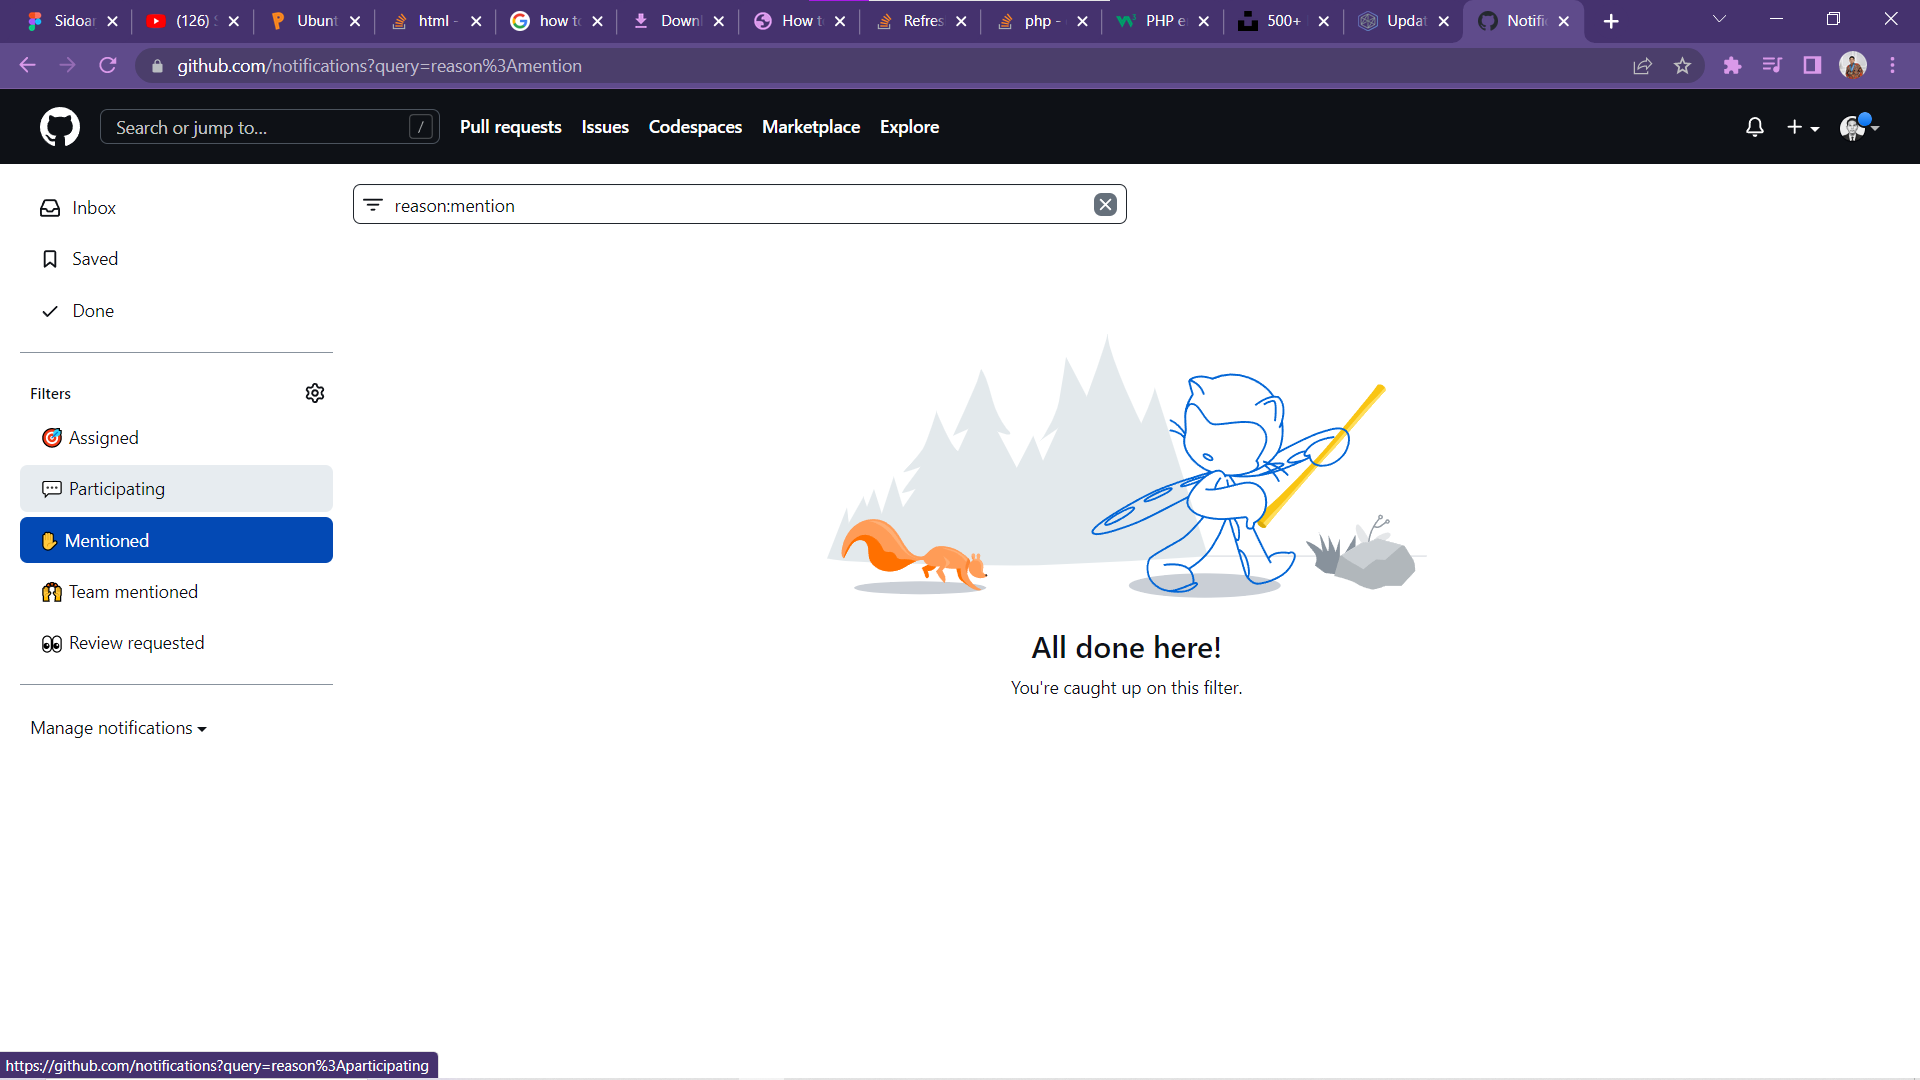 Sidoar
(126)
Ubunt
html -
how to
Downl
How to
Refres
php -
PHP e
500+
Updat
Notific
github.com/notifications?query=reason%3Amention
Search or jump to...
/
Pull requests
Issues
Codespaces
Marketplace
Explore
Inbox
reason:mention
Saved
Done
Filters
Assigned
Participating
Mentioned
Team mentioned
Review requested
All done here!
You're caught up on this filter.
Manage notifications
https://github.com/notifications?query=reason%3Aparticipating